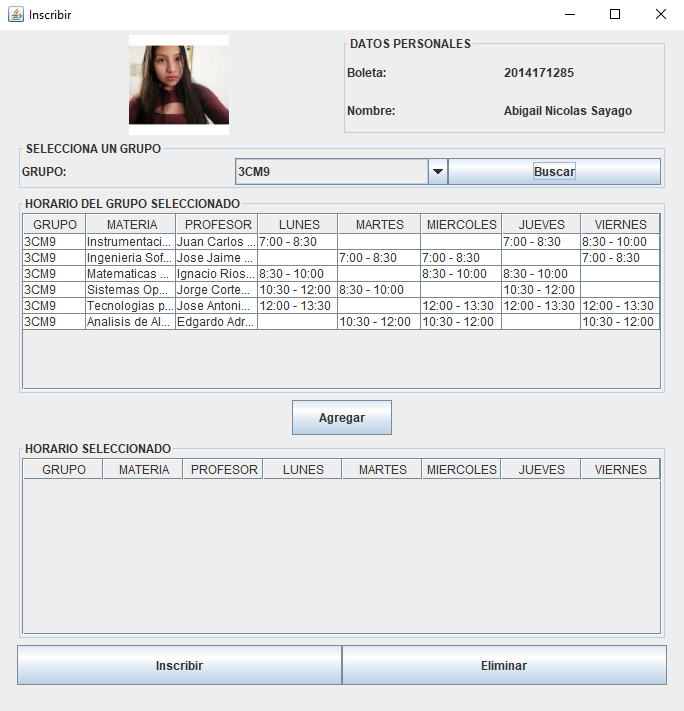 Inscribir
DATOS PERSONALES
Boleta: 2014171285
Nombre: Abigail Nicolas Sayago
SELECCIONA UN GRUPO
GRUPO: 3CM9 Buscar
HORARIO DEL GRUPO SELECCIONADO
GRUPO MATERIA PROFESOR LUNES MARTES MIERCOLES JUEVES VIERNES
3CM9 Instrumentaci... Juan Carlos ... 7:00 - 8:30 7:00 - 8:30 8:30 - 10:00
3CM9 Ingenieria Sof... Jose Jaime ... 7:00 - 8:30 7:00 - 8:30 7:00 - 8:30
3CM9 Matematicas ... Ignacio Rios... 8:30 - 10:00 8:30 - 10:00 8:30 - 10:00
3CM9 Sistemas Op... Jorge Corte... 10:30 - 12:00 8:30 - 10:00 10:30 - 12:00
3CM9 Tecnologias p... Jose Antoni... 12:00 - 13:30 12:00 - 13:30 12:00 - 13:30 12:00 - 13:30
3CM9 Analisis de Al... Edgardo Adr... 10:30 - 12:00 10:30 - 12:00 10:30 - 12:00
Agregar
HORARIO SELECCIONADO
GRUPO MATERIA PROFESOR LUNES MARTES MIERCOLES JUEVES VIERNES
Inscribir Eliminar